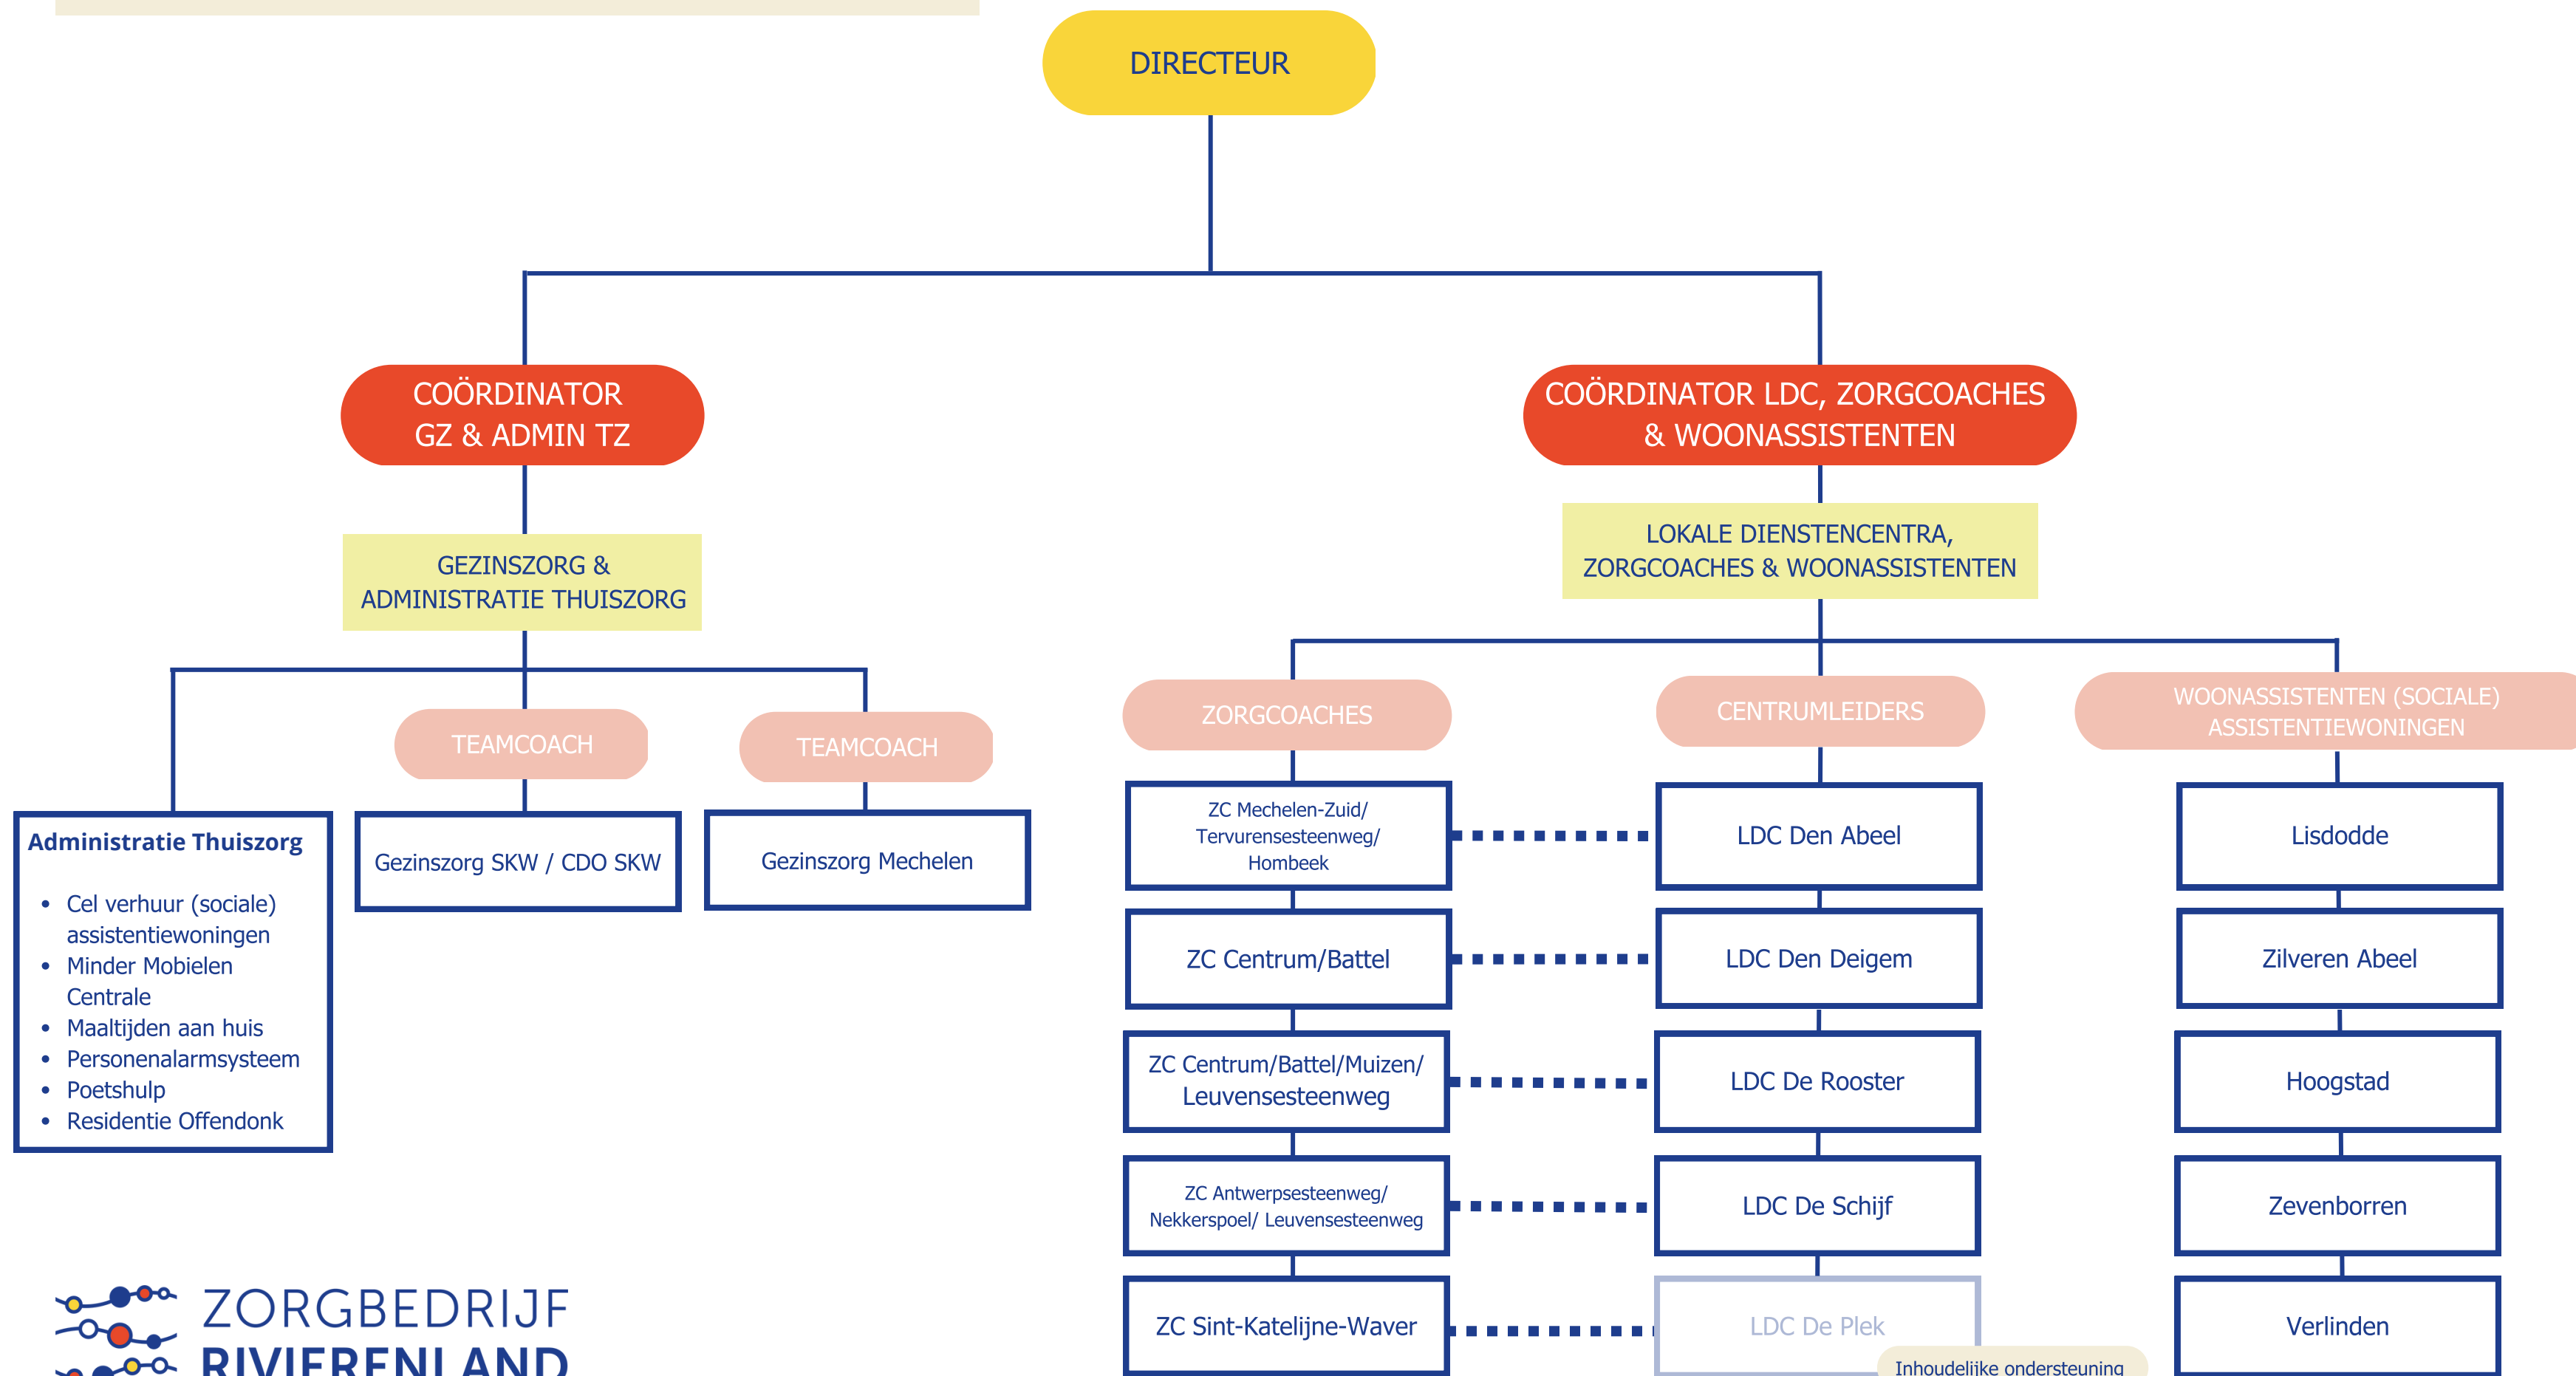 DIRECTEUR
COÖRDINATOR
GZ & ADMIN TZ
COÖRDINATOR LDC, ZORGCOACHES
& WOONASSISTENTEN
GEZINSZORG &
ADMINISTRATIE THUISZORG
LOKALE DIENSTENCENTRA,
ZORGCOACHES & WOONASSISTENTEN
TEAMCOACH
TEAMCOACH
ZORGCOACHES
CENTRUMLEIDERS
WOONASSISTENTEN (SOCIALE)
ASSISTENTIEWONINGEN
Administratie Thuiszorg
• Cel verhuur (sociale)
assistentiewoningen
• Minder Mobielen
Centrale
• Maaltijden aan huis
• Personenalarmsysteem
• Poetshulp
• Residentie Offendonk
Gezinszorg SKW / CDO SKW
Gezinszorg Mechelen
ZC Mechelen-Zuid/
Tervurensesteenweg/
Hombeek
LDC Den Abeel
Lisdodde
ZC Centrum/Battel
LDC Den Deigem
Zilveren Abeel
ZC Centrum/Battel/Muizen/
Leuvensesteenweg
LDC De Rooster
Hoogstad
ZC Antwerpsesteenweg/
Nekkerspoel/ Leuvensesteenweg
LDC De Schijf
Zevenborren
ZC Sint-Katelijne-Waver
LDC De Plek
Verlinden
Inhoudelijke ondersteuning
ZORGBEDRIJF
RIVIERENLAND